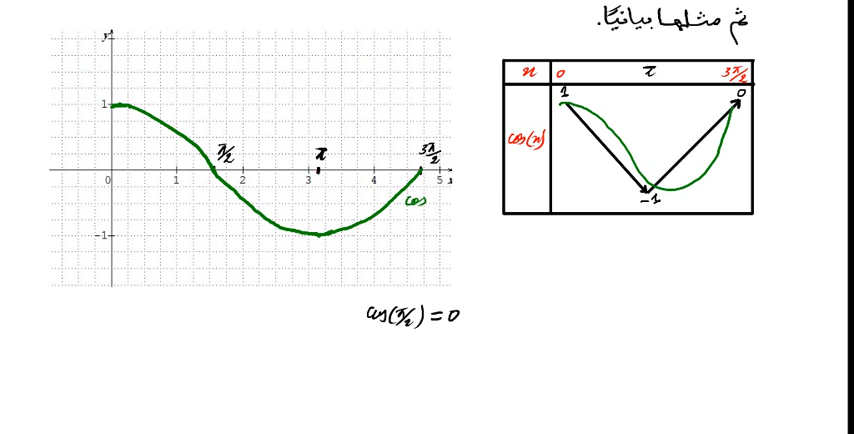 ثم مثلها بيانيًا.
y
1
π/2
π
3π/2
0 1 2 3 4 5 x
cos
-1
x 0 π 3π/2
cos(x) 1 -1 0
cos(π/2) = 0